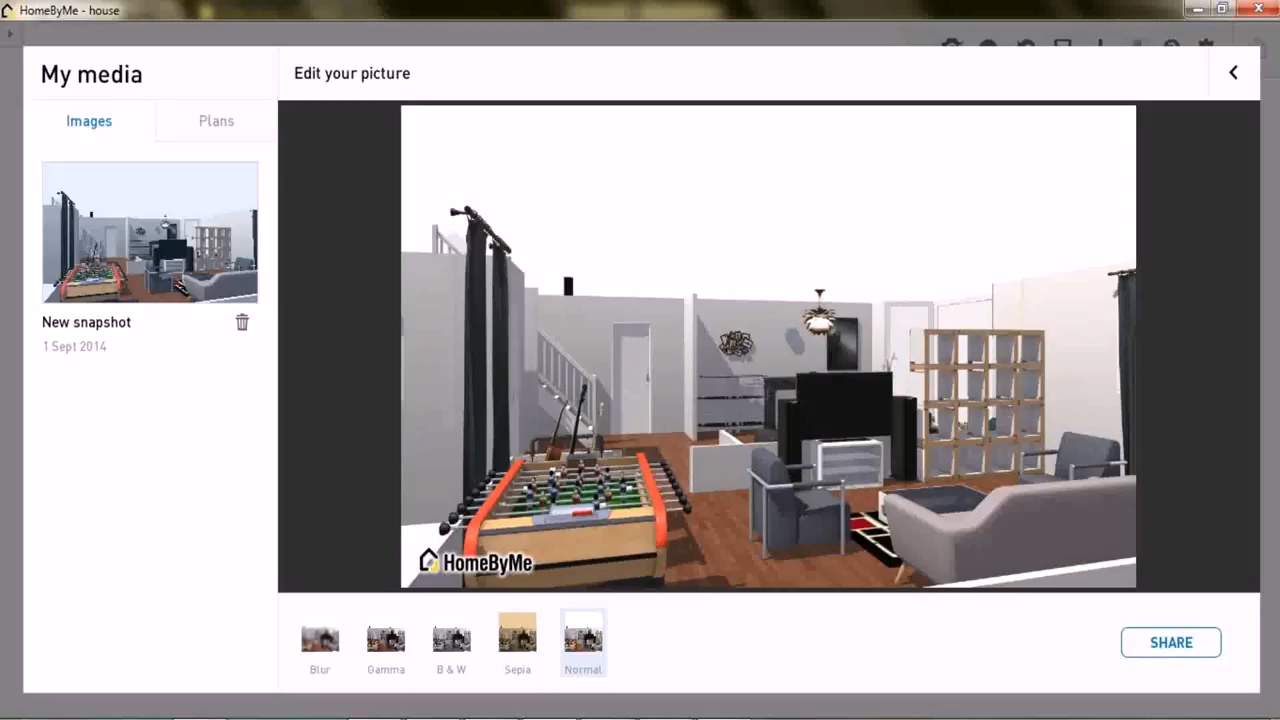 HomeByMe - house
My media
Edit your picture
Images
Plans
New snapshot
1 Sept 2014
HomeByMe
Blur
Gamma
B & W
Sepia
Normal
SHARE